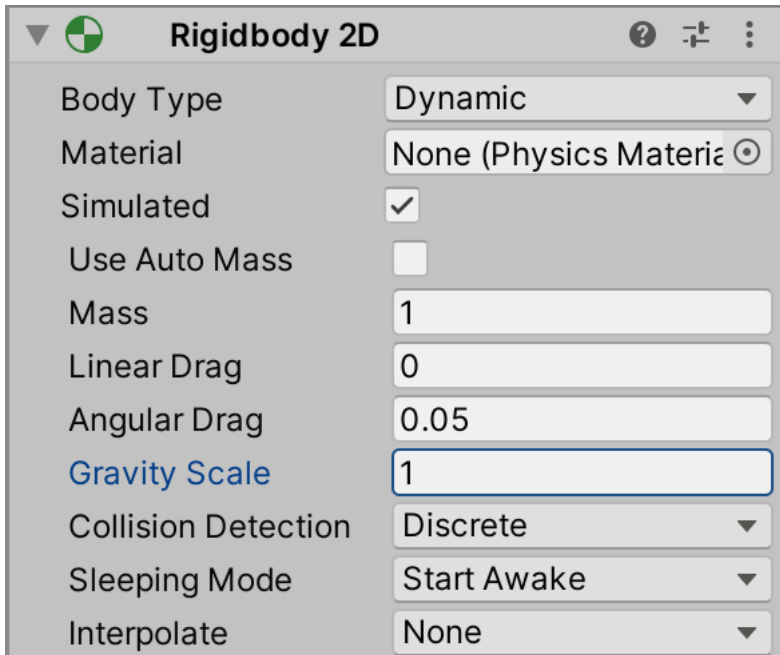 Rigidbody 2D
Body Type Dynamic
Material None (Physics Materia
Simulated
Use Auto Mass
Mass 1
Linear Drag 0
Angular Drag 0.05
Gravity Scale 1
Collision Detection Discrete
Sleeping Mode Start Awake
Interpolate None